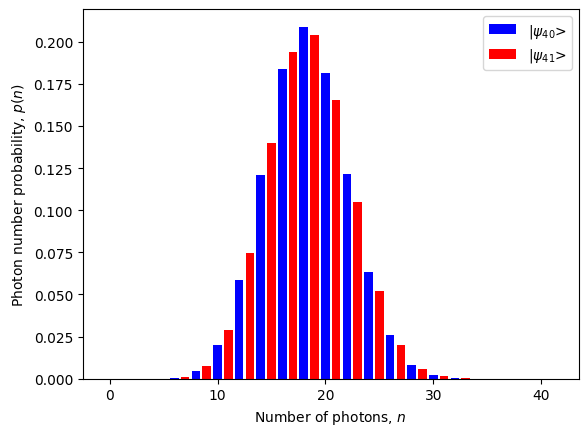 |ψ₄₀>
|ψ₄₁>
Photon number probability, p(n)
0.200
0.175
0.150
0.125
0.100
0.075
0.050
0.025
0.000
0 10 20 30 40
Number of photons, n